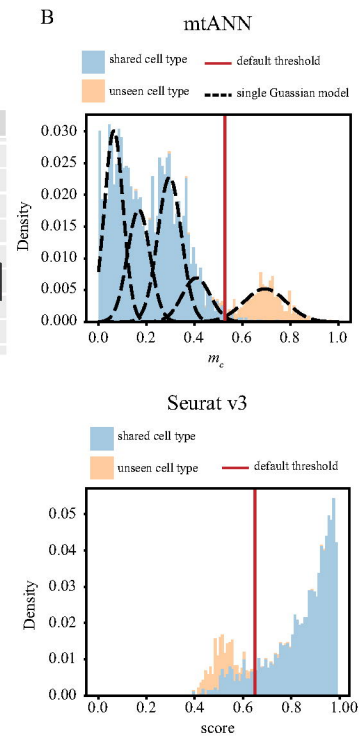 B
mtANN
shared cell type
default threshold
unseen cell type
single Guassian model
0.030
0.025
0.020
0.015
0.010
0.005
0.000
Density
0.0 0.2 0.4 0.6 0.8 1.0
mc
Seurat v3
shared cell type
unseen cell type
default threshold
0.05
0.04
0.03
0.02
0.01
0.00
Density
0.0 0.2 0.4 0.6 0.8 1.00
score